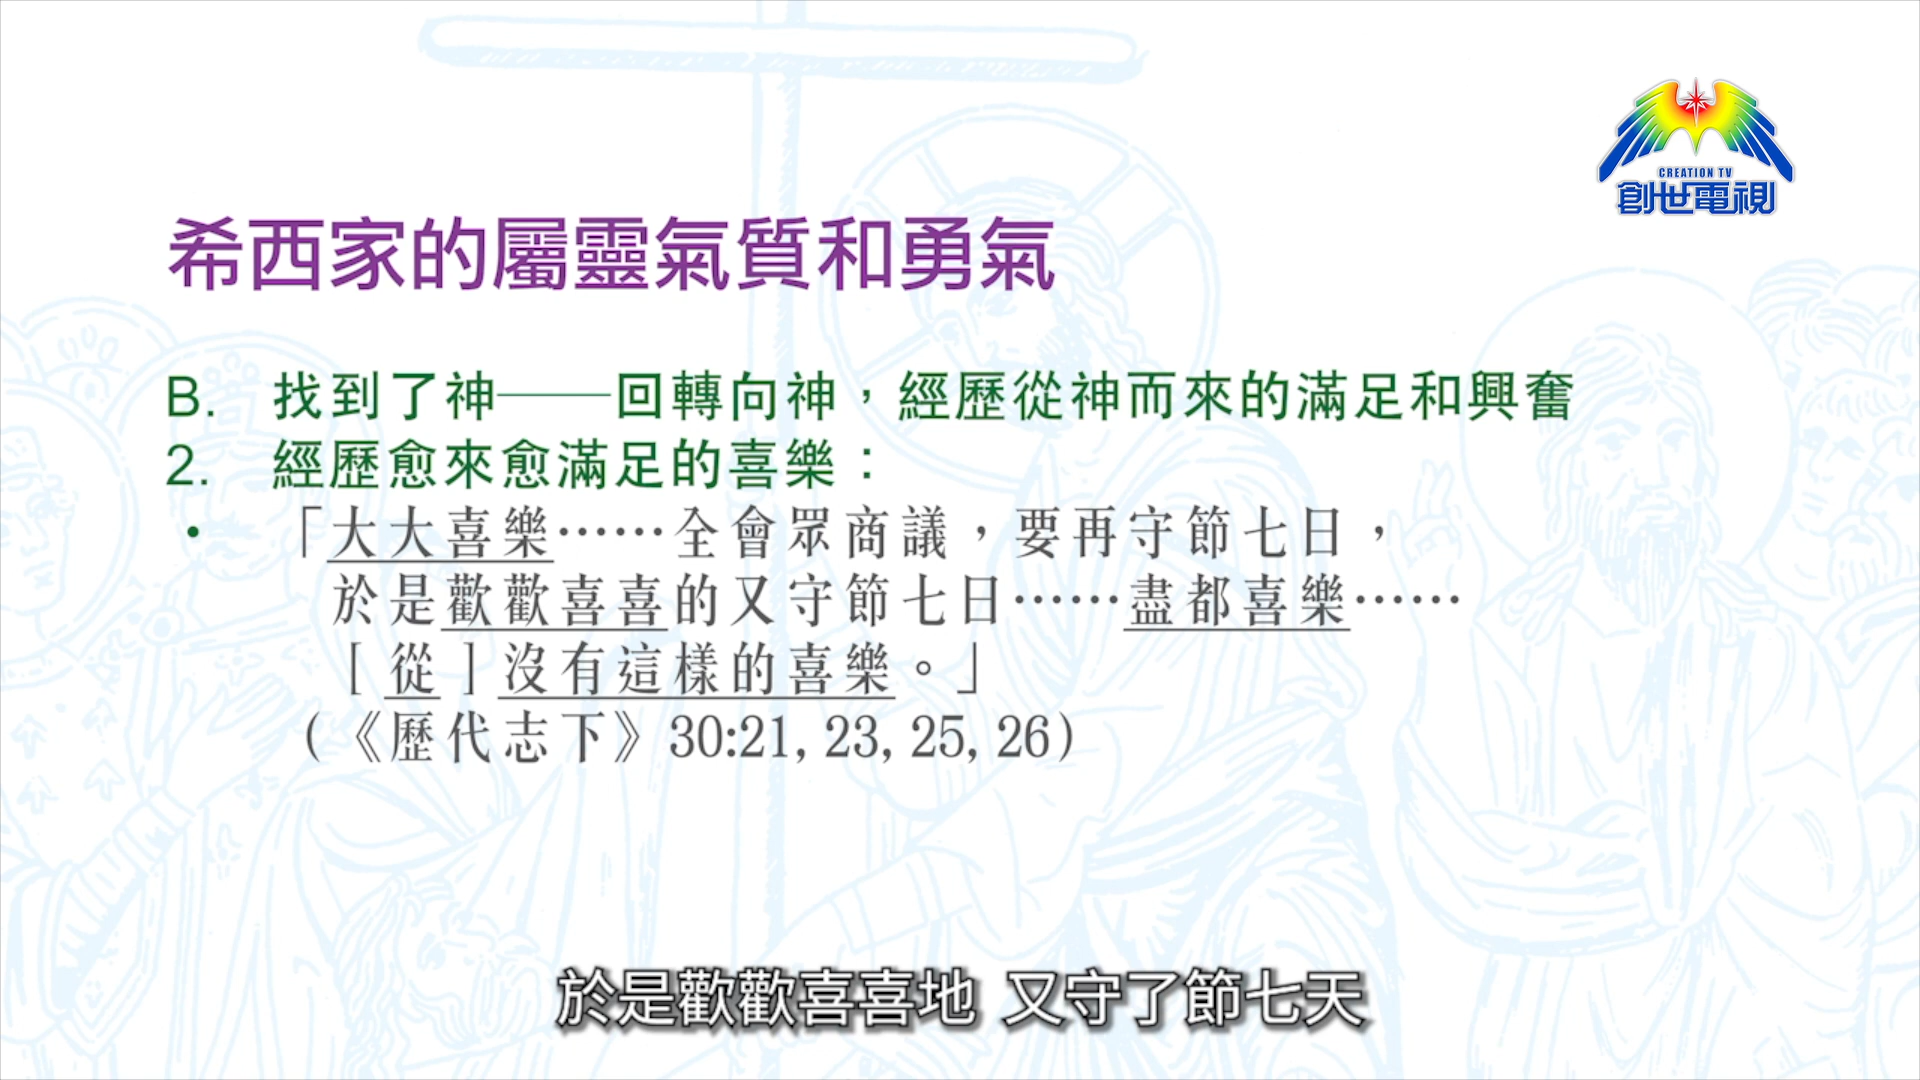 CREATION TV
創世電視
希西家的屬靈氣質和勇氣
B. 找到了神——回轉向神，經歷從神而來的滿足和興奮
2. 經歷愈來愈滿足的喜樂：
• 「大大喜樂……全會眾商議，要再守節七日，
於是歡歡喜喜的又守節七日……盡都喜樂……
[從]沒有這樣的喜樂。」
（《歷代志下》30:21, 23, 25, 26）
於是歡歡喜喜地 又守了節七天